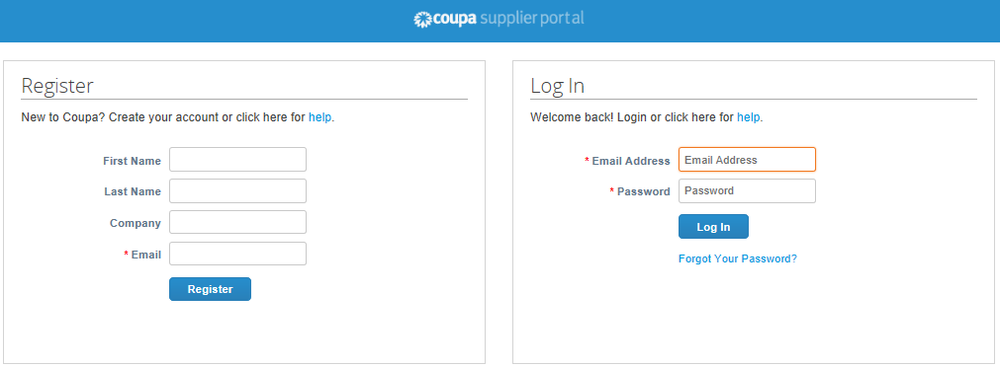 coupa supplier portal
Register
New to Coupa? Create your account or click here for help.
First Name
Last Name
Company
* Email
Register
Log In
Welcome back! Login or click here for help.
* Email Address Email Address
* Password Password
Log In
Forgot Your Password?